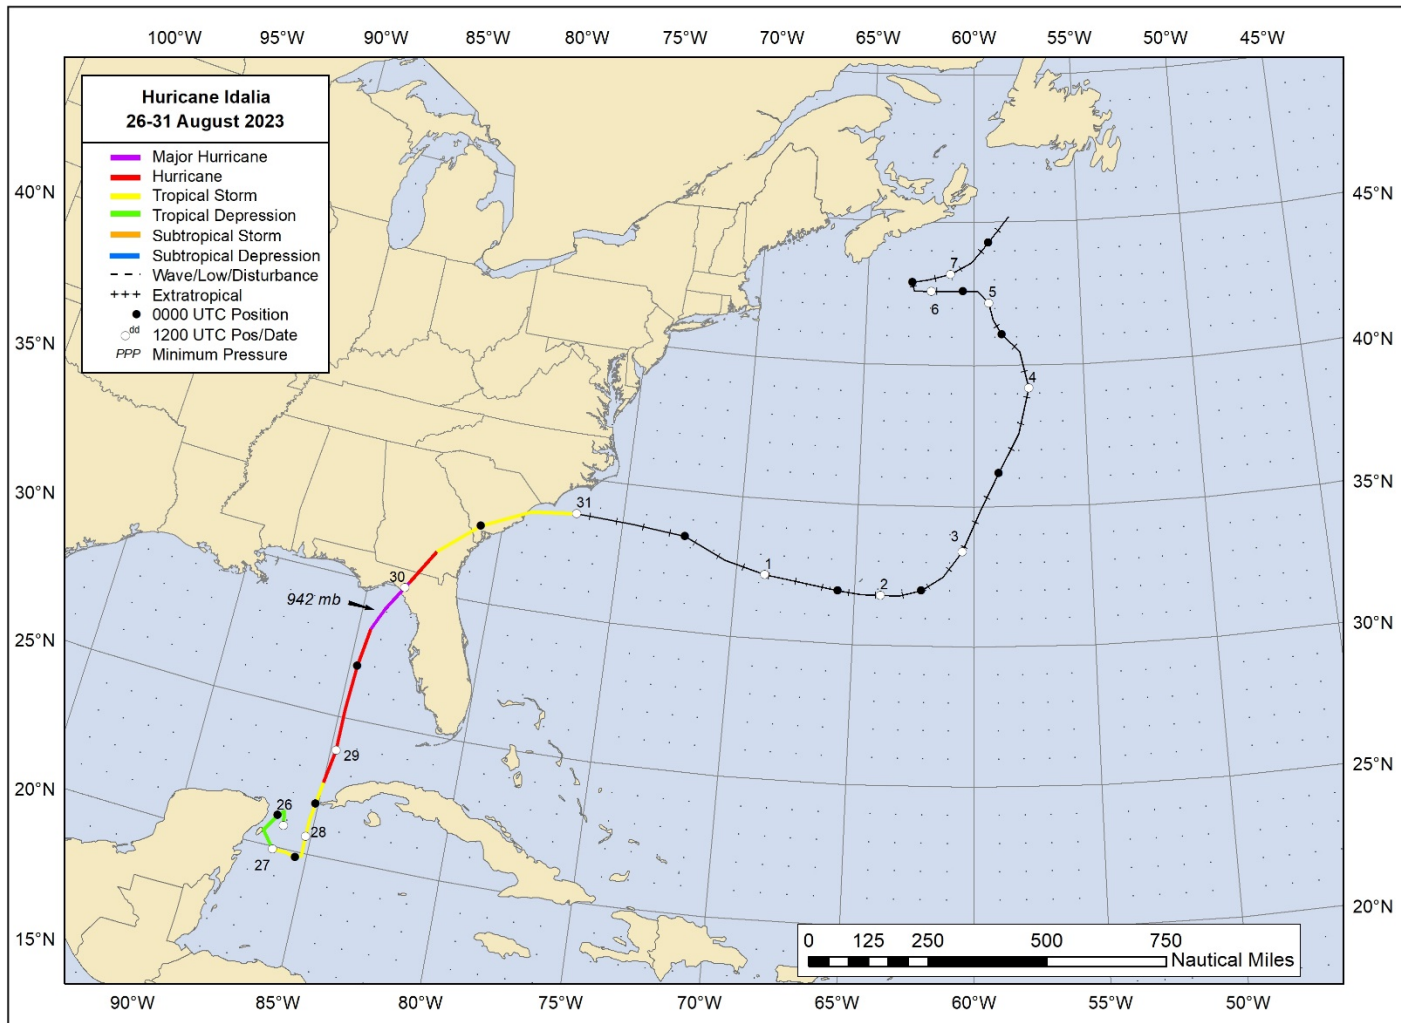 100°W 95°W 90°W 85°W 80°W 75°W 70°W 65°W 60°W 55°W 50°W 45°W
Huricane Idalia
26-31 August 2023
Major Hurricane
Hurricane
Tropical Storm
Tropical Depression
Subtropical Storm
Subtropical Depression
Wave/Low/Disturbance
Extratropical
0000 UTC Position
dd 1200 UTC Pos/Date
PPP Minimum Pressure
40°N
45°N
7
6
5
35°N
40°N
4
30°N
35°N
31
3
30
1
2
942 mb
25°N
30°N
29
20°N
25°N
26
28
27
15°N
20°N
0 125 250 500 750
Nautical Miles
90°W 85°W 80°W 75°W 70°W 65°W 60°W 55°W 50°W